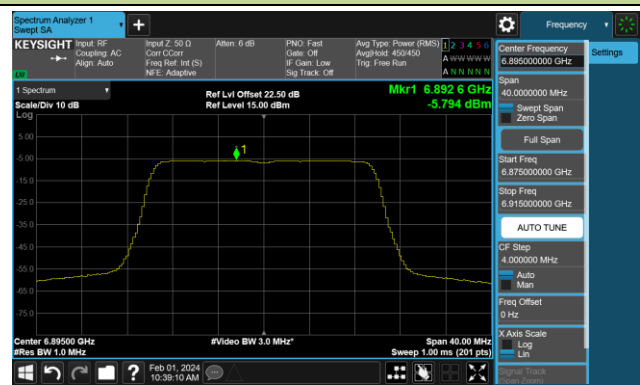 Spectrum Analyzer 1
Swept SA
+
Frequency
KEYSIGHT
Input: RF
Coupling: AC
Align: Auto
Input Z: 50 Ω
Corr CCorr
Freq Ref: Int (S)
NFE: Adaptive
Atten: 6 dB
PNO: Fast
Gate: Off
IF Gain: Low
Sig Track: Off
Avg Type: Power (RMS)
Avg|Hold: 450/450
Trig: Free Run
1 2 3 4 5 6
A W W W W W
A N N N N N
LW
1 Spectrum
Scale/Div 10 dB
Log
Ref Lvl Offset 22.50 dB
Ref Level 15.00 dBm
Mkr1 6.892 6 GHz
-5.794 dBm
5.00
-5.00
-15.0
-25.0
-35.0
-45.0
-55.0
-65.0
-75.0
1
Center 6.89500 GHz
#Res BW 1.0 MHz
#Video BW 3.0 MHz*
Span 40.00 MHz
Sweep 1.00 ms (201 pts)
Feb 01, 2024
10:39:10 AM
?
Center Frequency
6.895000000 GHz
Settings
Span
40.0000000 MHz
Swept Span
Zero Span
Full Span
Start Freq
6.875000000 GHz
Stop Freq
6.915000000 GHz
AUTO TUNE
CF Step
4.000000 MHz
Auto
Man
Freq Offset
0 Hz
X Axis Scale
Log
Lin
Signal Track
(Span Zoom)